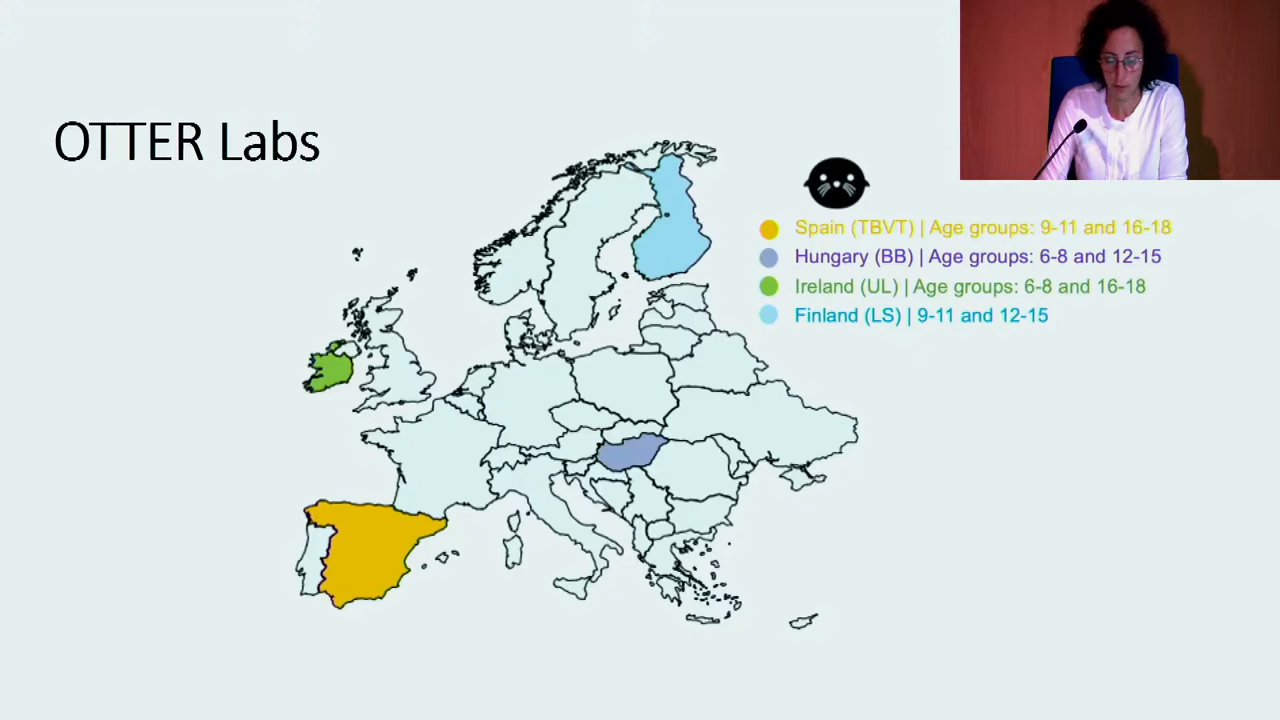 OTTER Labs
Spain (TBVT) | Age groups: 9-11 and 16-18
Hungary (BB) | Age groups: 6-8 and 12-15
Ireland (UL) | Age groups: 6-8 and 16-18
Finland (LS) | 9-11 and 12-15